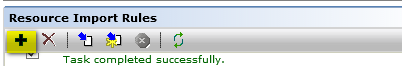 Resource Import Rules
Task completed successfully.